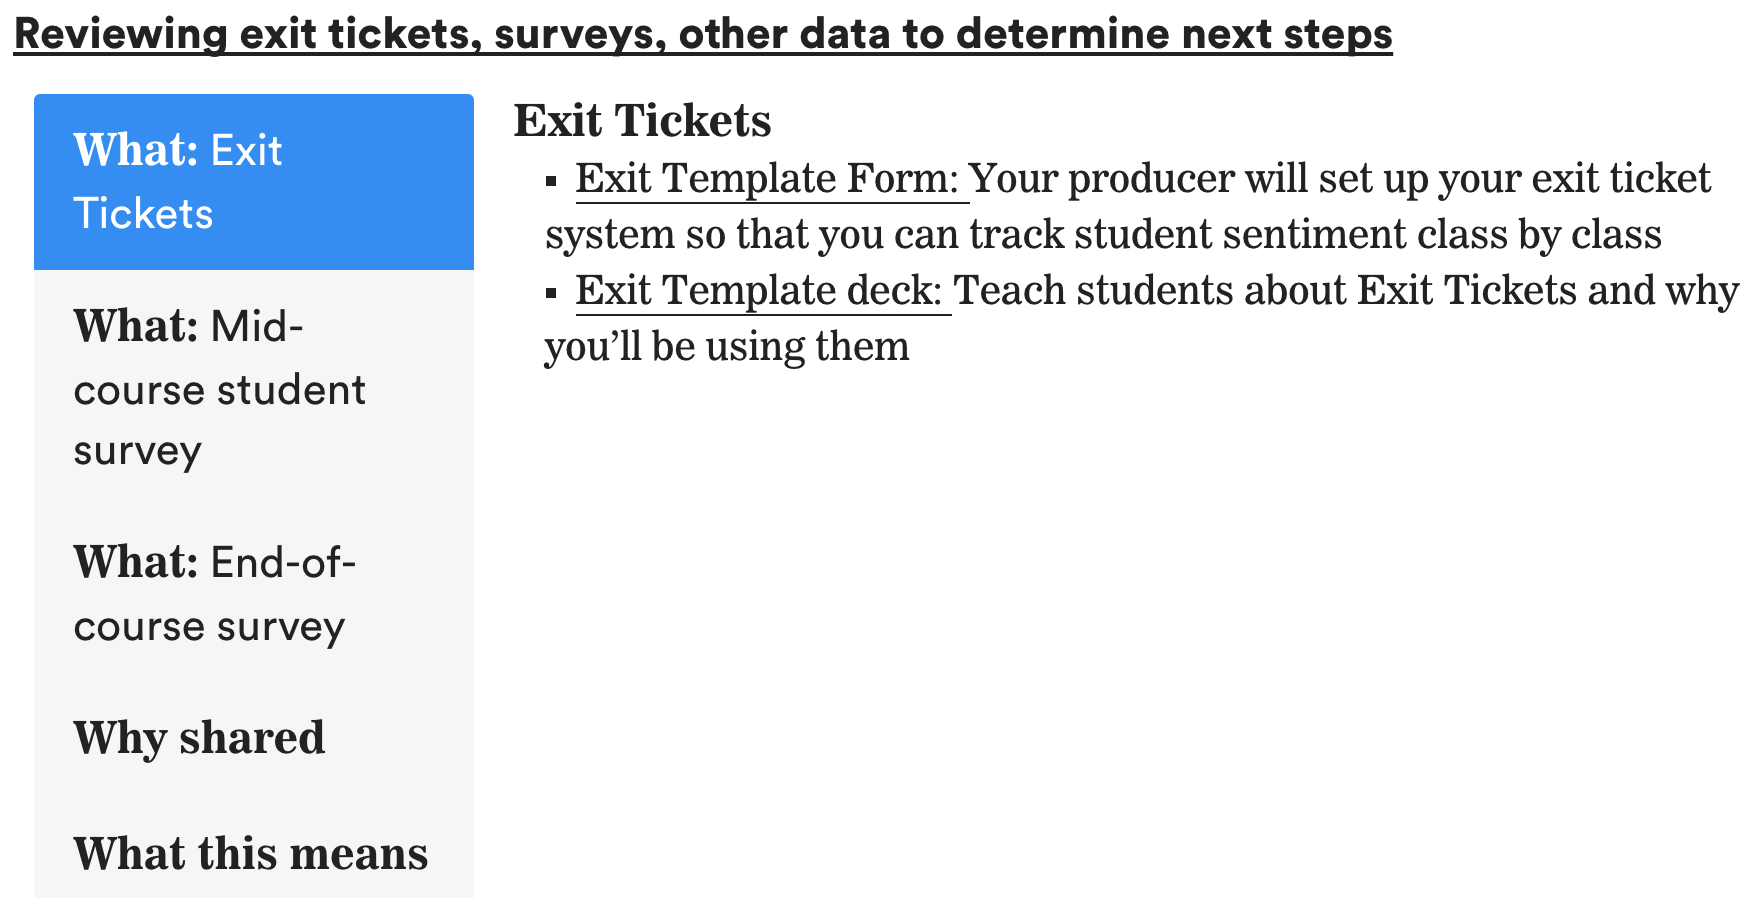 Reviewing exit tickets, surveys, other data to determine next steps
What: Exit
Tickets
What: Mid-
course student
survey
What: End-of-
course survey
Why shared
What this means
Exit Tickets
▪ Exit Template Form: Your producer will set up your exit ticket
system so that you can track student sentiment class by class
▪ Exit Template deck: Teach students about Exit Tickets and why
you’ll be using them